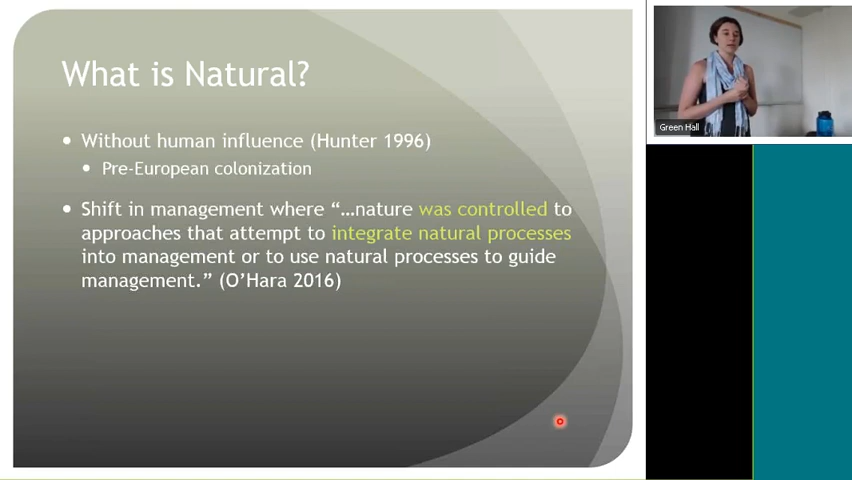 What is Natural?
Without human influence (Hunter 1996)
Pre-European colonization
Shift in management where “…nature was controlled to
approaches that attempt to integrate natural processes
into management or to use natural processes to guide
management.” (O’Hara 2016)
Green Hall